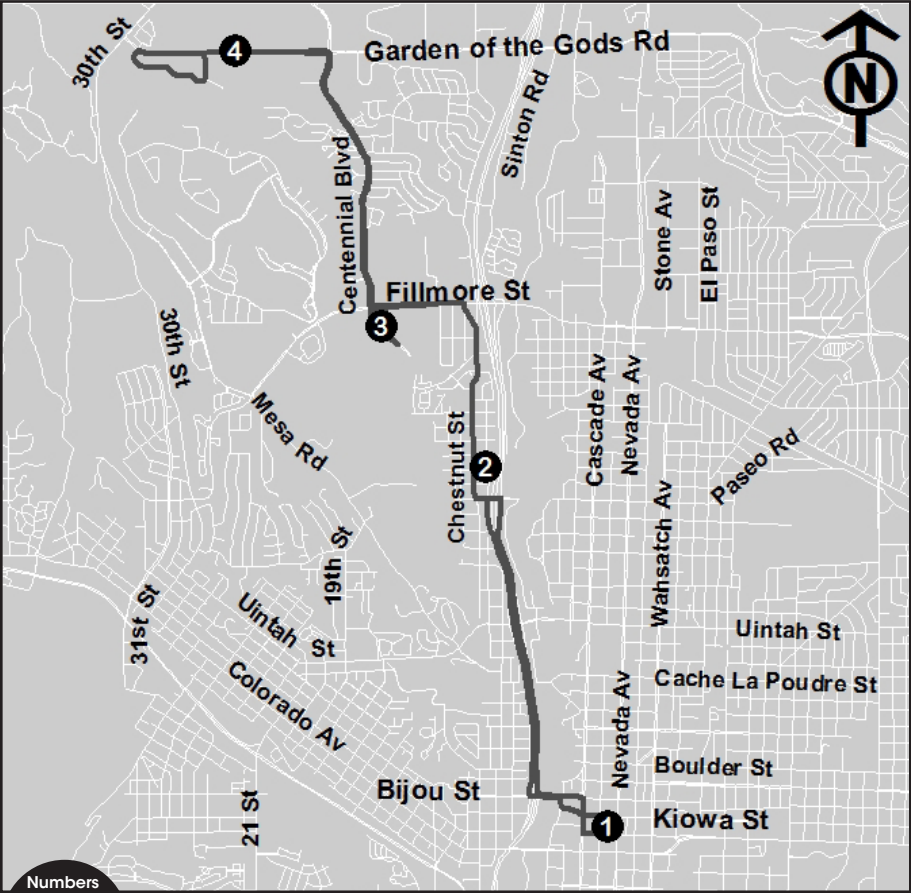 30th St
4
Garden of the Gods Rd
N
Sinton Rd
Centennial Blvd
Stone Av
El Paso St
Fillmore St
3
30th St
Mesa Rd
Cascade Av
Nevada Av
Chestnut St
2
Paseo Rd
Wahsatch Av
19th St
31st St
Uintah St
Uintah St
Colorado Av
Cache La Poudre St
Nevada Av
Boulder St
Bijou St
21 St
1
Kiowa St
Numbers